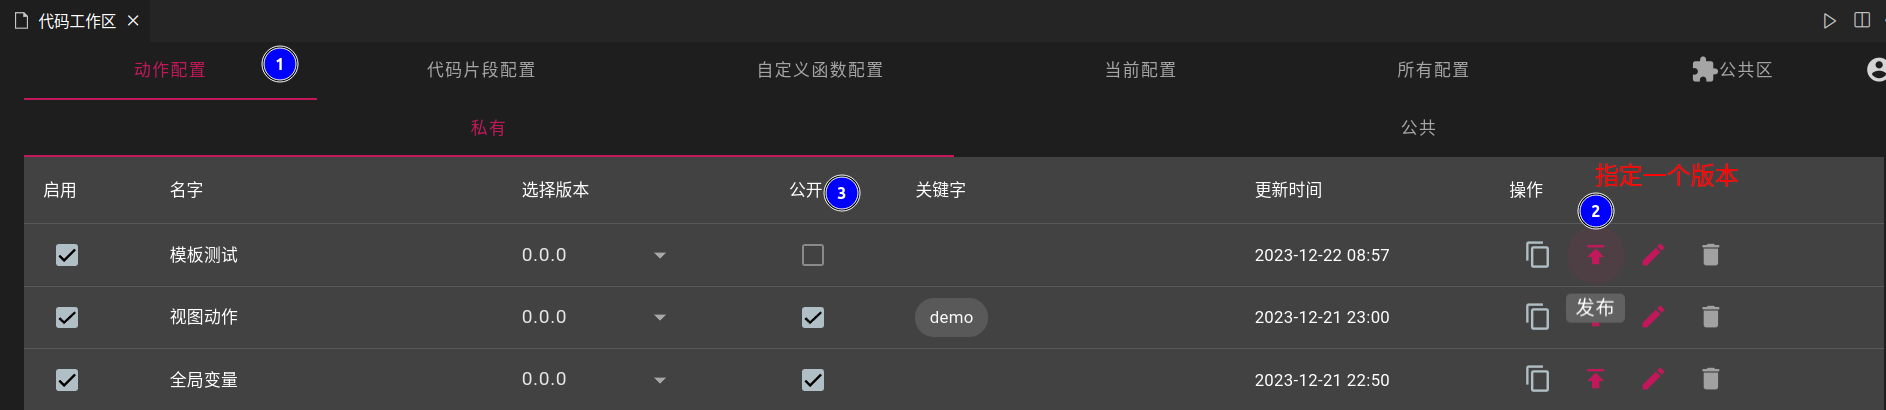 代码工作区
动作配置 1 代码片段配置 自定义函数配置 当前配置 所有配置 公共区
私有 公共
指定一个版本
启用 名字 选择版本 公开 3 关键字 更新时间 操作 2
模板测试 0.0.0 2023-12-22 08:57
发布
视图动作 0.0.0 demo 2023-12-21 23:00
全局变量 0.0.0 2023-12-21 22:50